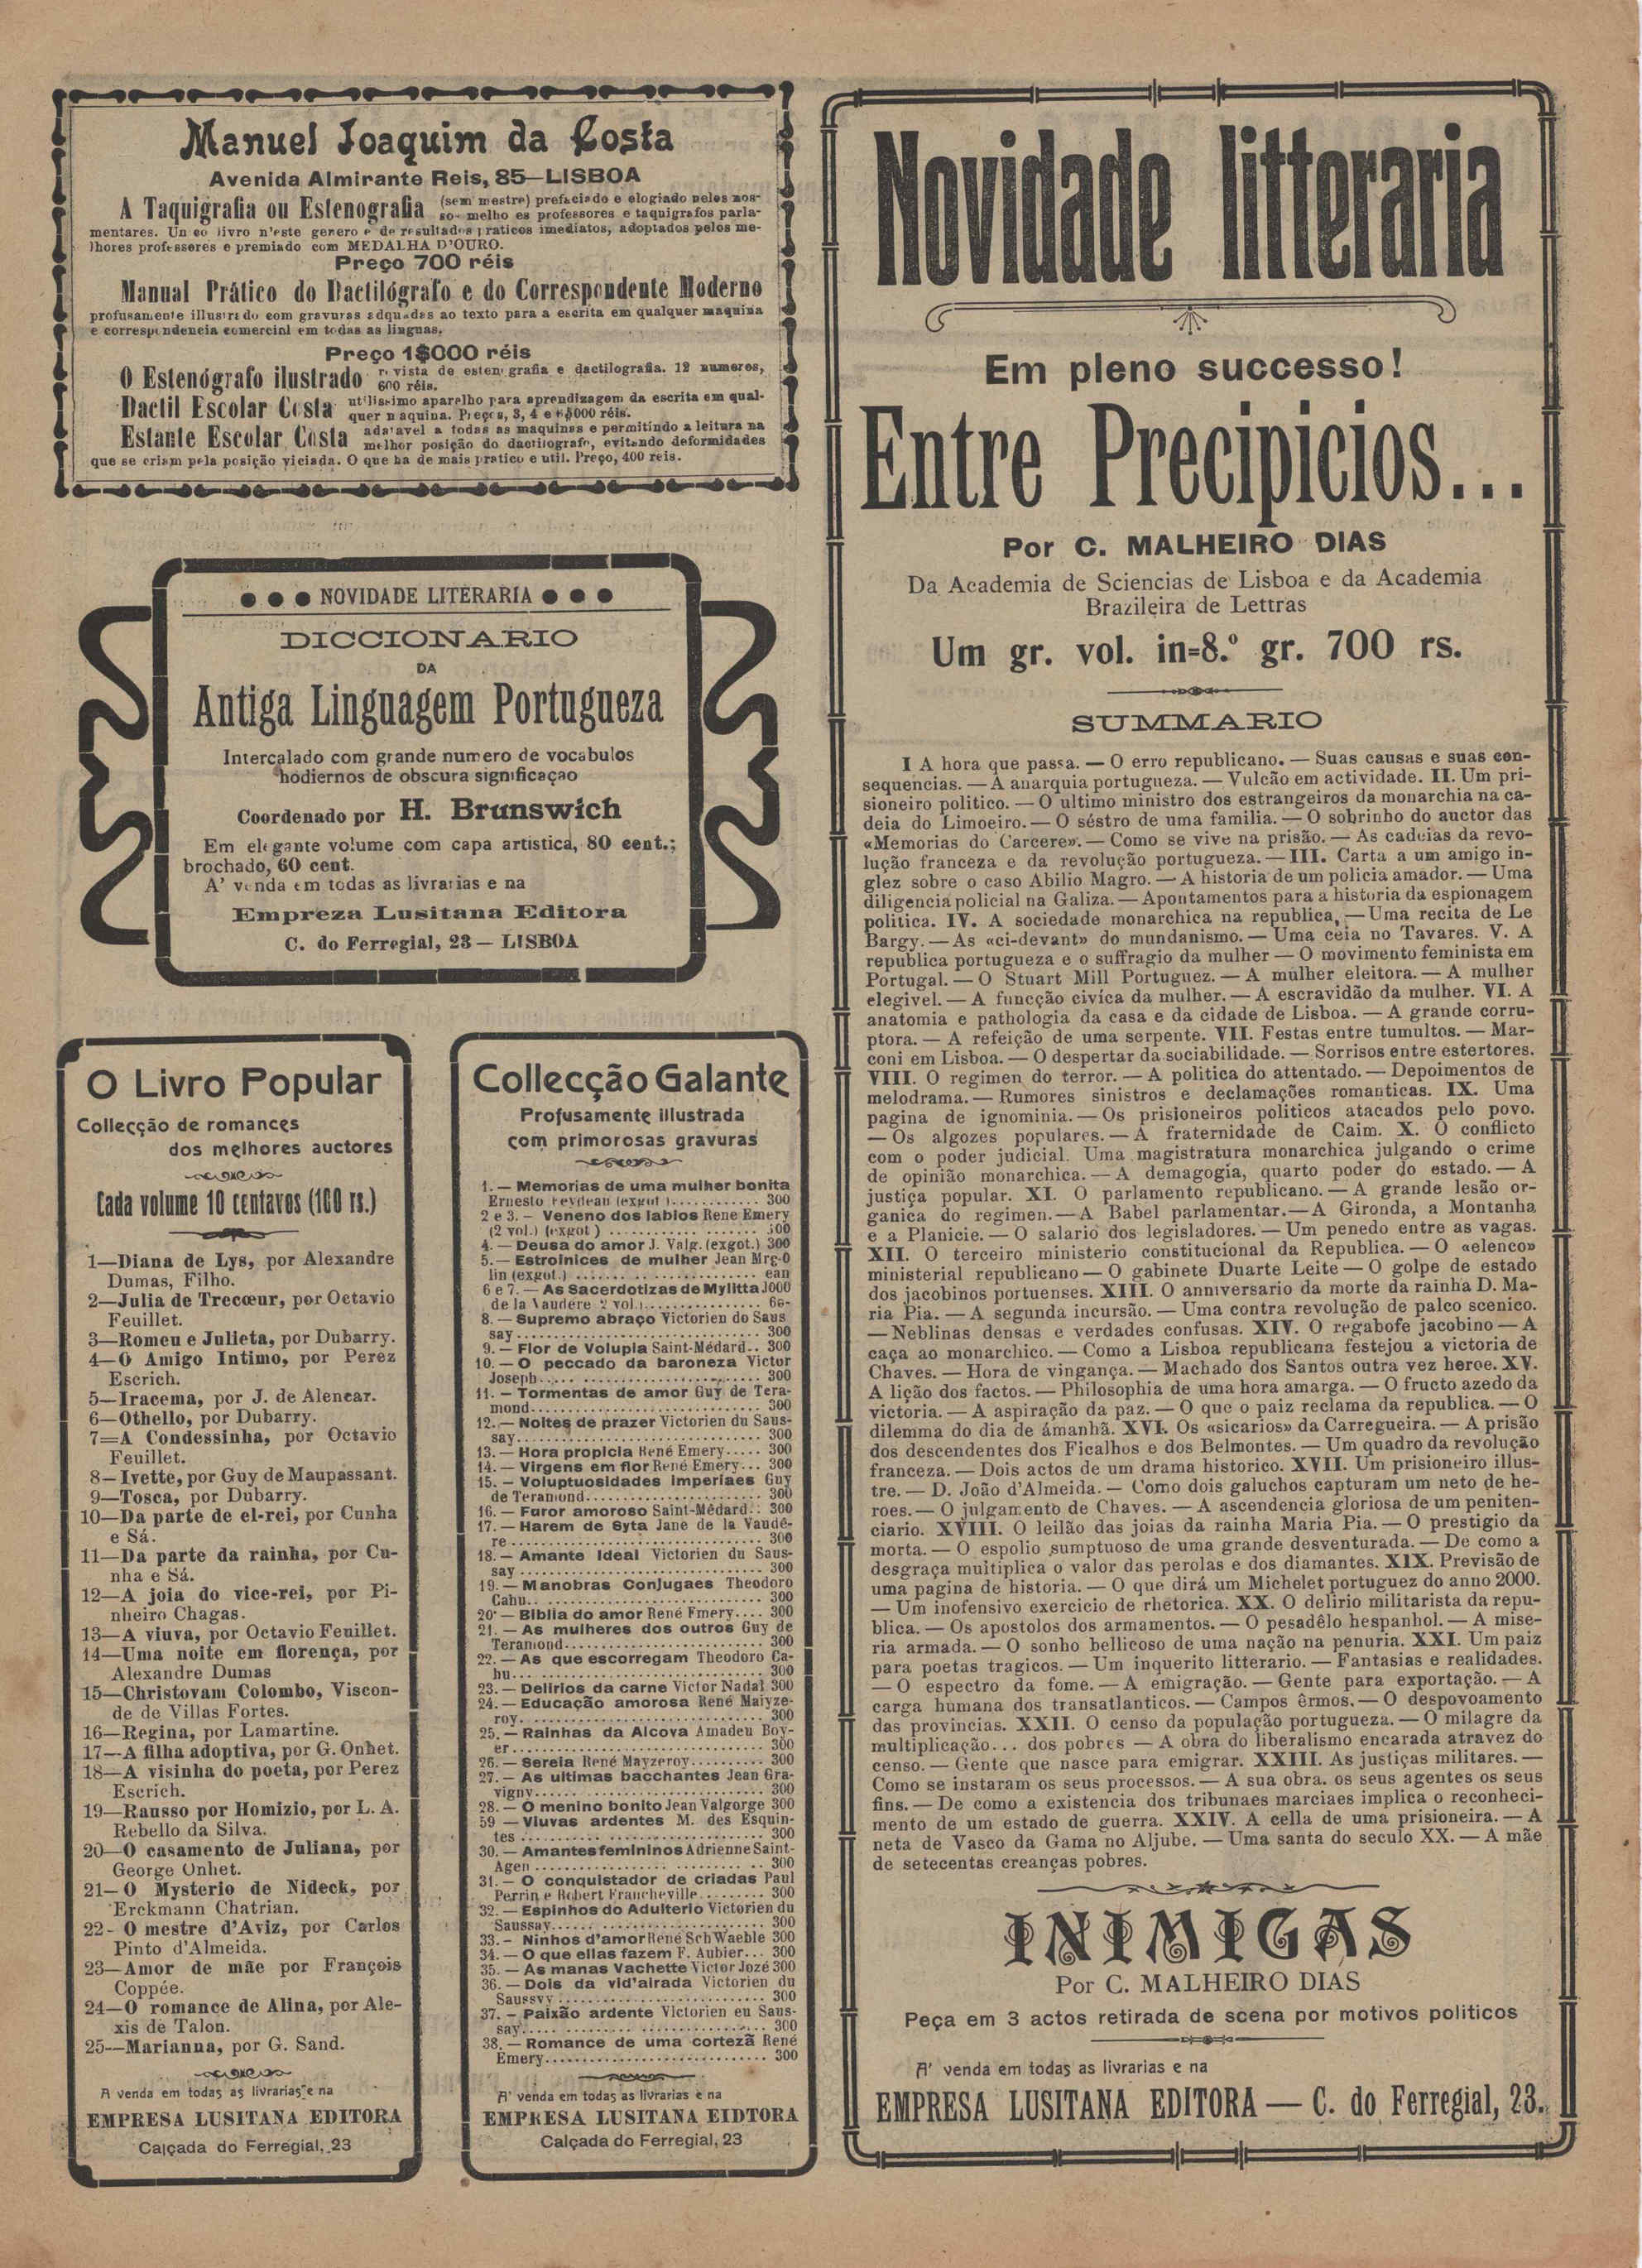 Manuel Joaquim da Costa
Avenida Almirante Reis, 85—LISBOA
A Taquigrafia ou Estenografia (sem mestre) prefaciado e elogiado pelos nos-
so- melho es professores e taquigrafos parla-
mentares. Un co livro n'este genero e de resultados praticos imediatos, adoptados pelos me-
lhores professores e premiado com MEDALHA D'OURO.
Preço 700 réis
Manual Prático do Dactilógrafo e do Correspondente Moderno
profusamente illustrado com gravuras adquadas ao texto para a escrita em qualquer maquina
e correspondencia comercial em todas as linguas.
Preço 1$000 réis
O Estenógrafo ilustrado revista de estenografia e dactilografia. 12 numeros,
600 réis.
Dactil Escolar Costa utilissimo aparelho para aprendizagem da escrita em qual-
quer maquina. Preços, 3, 4 e 000 réis.
Estante Escolar Costa adatavel a todas as maquinas e permitindo a leitura na
melhor posição do dactilografo, evitando deformidades
que se criam pela posição viciada. O que ha de mais pratico e util. Preço, 400 reis.
NOVIDADE LITERARIA
DICCIONARIO
DA
Antiga Linguagem Portugueza
Intercalado com grande numero de vocabulos
hodiernos de obscura significaçao
Coordenado por H. Brunswich
Em elegante volume com capa artistica, 80 cent.;
brochado, 60 cent.
A' venda em todas as livrarias e na
Empreza Lusitana Editora
C. do Ferregial, 23 — LISBOA
O Livro Popular
Collecção de romances
dos melhores auctores
Cada volume 10 centavos (100 rs.)
1—Diana de Lys, por Alexandre
Dumas, Filho.
2—Julia de Trecœur, por Octavio
Feuillet.
3—Romeu e Julieta, por Dubarry.
4—O Amigo Intimo, por Perez
Escrich.
5—Iracema, por J. de Alencar.
6—Othello, por Dubarry.
7=A Condessinha, por Octavio
Feuillet.
8—Ivette, por Guy de Maupassant.
9—Tosca, por Dubarry.
10—Da parte de el-rei, por Cunha
e Sá.
11—Da parte da rainha, por Cu-
nha e Sá.
12—A joia do vice-rei, por Pi-
nheiro Chagas.
13—A viuva, por Octavio Feuillet.
14—Uma noite em florença, por
Alexandre Dumas
15—Christovam Colombo, Viscon-
de de Villas Fortes.
16—Regina, por Lamartine.
17—A filha adoptiva, por G. Onhet.
18—A visinha do poeta, por Perez
Escrich.
19—Rausso por Homizio, por L. A.
Rebello da Silva.
20—O casamento de Juliana, por
George Onhet.
21—O Mysterio de Nideck, por
Erckmann Chatrian.
22- O mestre d'Aviz, por Carlos
Pinto d'Almeida.
23—Amor de mãe por François
Coppée.
24—O romance de Alina, por Ale-
xis de Talon.
25—Marianna, por G. Sand.
A venda em todas as livrarias e na
EMPRESA LUSITANA EDITORA
Calçada do Ferregial, 23
Collecção Galante
Profusamente illustrada
com primorosas gravuras
1.—Memorias de uma mulher bonita
Ernesto Feydeau (exgot.)............ 300
2 e 3.— Veneno dos labios Rene Emery
(2 vol.) (exgot) .................... 500
4. — Deusa do amor J. Valg. (exgot.) 300
5.— Estroinices de mulher Jean Mrg-O
lin (exgot.) ......................... ean
6 e 7. — As Sacerdotizas de Mylitta J000
de la Vaudere 2 vol.)................ 6e-
8. — Supremo abraço Victorien do Saus
say................................ 300
9. — Flor de Volupia Saint-Médard.. 300
10. — O peccado da baroneza Victor
Joseph............................. 300
11. — Tormentas de amor Guy de Tera-
mond............................... 300
12.— Noites de prazer Victorien du Saus-
say................................ 300
13. — Hora propicia René Emery..... 300
14. — Virgens em flor René Emery... 300
15. — Voluptuosidades imperiaes Guy
de Teramond........................ 300
16. — Furor amoroso Saint-Médard.. 300
17. — Harem de Syta Jane de la Vaudé-
re ................................ 300
18. — Amante Ideal Victorien du Saus-
say ............................... 300
19. — Manobras Conjugaes Theodoro
Cahu............................... 300
20 — Biblia do amor René Emery.... 300
21. — As mulheres dos outros Guy de
Teramond........................... 300
22. — As que escorregam Theodoro Ca-
hu................................. 300
23. — Delirios da carne Victor Nadal 300
24. — Educação amorosa René Maiyze-
roy................................ 300
25. — Rainhas da Alcova Amadeu Boy-
er................................. 300
26. — Sereia René Mayzeroy.......... 300
27. — As ultimas bacchantes Jean Gra-
vigny.............................. 300
28. — O menino bonito Jean Valgorge 300
59 — Viuvas ardentes M. des Esquin-
tes ............................... 300
30. — Amantes femininos Adrienne Saint-
Agen .............................. 300
31. — O conquistador de criadas Paul
Perrin e Robert Francheville........ 300
32. — Espinhos do Adulterio Victorien du
Saussay............................ 300
33. — Ninhos d'amor René SchWaeble 300
34. — O que ellas fazem F. Aubier... 300
35. — As manas Vachette Victor Jozé 300
36. — Dois da vid'airada Victorien du
Saussvy............................ 300
37. — Paixão ardente Victorien eu Saus-
say................................ 300
38. — Romance de uma cortezã René
Emery.............................. 300
A' venda em todas as livrarias e na
EMPRESA LUSITANA EIDTORA
Calçada do Ferregial, 23
Novidade litteraria
Em pleno successo!
Entre Precipicios...
Por C. MALHEIRO DIAS
Da Academia de Sciencias de Lisboa e da Academia
Brazileira de Lettras
Um gr. vol. in=8.º gr. 700 rs.
SUMMARIO
I A hora que passa. — O erro republicano. — Suas causas e suas con-
sequencias. — A anarquia portugueza. — Vulcão em actividade. II. Um pri-
sioneiro politico. — O ultimo ministro dos estrangeiros da monarchia na ca-
deia do Limoeiro. — O séstro de uma familia. — O sobrinho do auctor das
«Memorias do Carcere». — Como se vive na prisão. — As cadeias da revo-
lução franceza e da revolução portugueza. — III. Carta a um amigo in-
glez sobre o caso Abilio Magro. — A historia de um policia amador. — Uma
diligencia policial na Galiza. — Apontamentos para a historia da espionagem
politica. IV. A sociedade monarchica na republica, — Uma recita de Le
Bargy. — As «ci-devant» do mundanismo. — Uma ceia no Tavares. V. A
republica portugueza e o suffragio da mulher — O movimento feminista em
Portugal. — O Stuart Mill Portuguez. — A mulher eleitora. — A mulher
elegivel. — A funcção civica da mulher. — A escravidão da mulher. VI. A
anatomia e pathologia da casa e da cidade de Lisboa. — A grande corru-
ptora. — A refeição de uma serpente. VII. Festas entre tumultos. — Mar-
coni em Lisboa. — O despertar da sociabilidade. — Sorrisos entre estertores.
VIII. O regimen do terror. — A politica do attentado. — Depoimentos de
melodrama. — Rumores sinistros e declamações romanticas. IX. Uma
pagina de ignominia. — Os prisioneiros politicos atacados pelo povo.
— Os algozes populares. — A fraternidade de Caim. X. O conflicto
com o poder judicial. Uma magistratura monarchica julgando o crime
de opinião monarchica. — A demagogia, quarto poder do estado. — A
justiça popular. XI. O parlamento republicano. — A grande lesão or-
ganica do regimen. — A Babel parlamentar. — A Gironda, a Montanha
e a Planicie. — O salario dos legisladores. — Um penedo entre as vagas.
XII. O terceiro ministerio constitucional da Republica. — O «elenco»
ministerial republicano — O gabinete Duarte Leite — O golpe de estado
dos jacobinos portuenses. XIII. O anniversario da morte da rainha D. Ma-
ria Pia. — A segunda incursão. — Uma contra revolução de palco scenico.
— Neblinas densas e verdades confusas. XIV. O regabofe jacobino — A
caça ao monarchico. — Como a Lisboa republicana festejou a victoria de
Chaves. — Hora de vingança. — Machado dos Santos outra vez heroe. XV.
A lição dos factos. — Philosophia de uma hora amarga. — O fructo azedo da
victoria. — A aspiração da paz. — O que o paiz reclama da republica. — O
dilemma do dia de ámanhã. XVI. Os «sicarios» da Carregueira. — A prisão
dos descendentes dos Ficalhos e dos Belmontes. — Um quadro da revolução
franceza. — Dois actos de um drama historico. XVII. Um prisioneiro illus-
tre. — D. João d'Almeida. — Como dois galuchos capturam um neto de he-
roes. — O julgamento de Chaves. — A ascendencia gloriosa de um peniten-
ciario. XVIII. O leilão das joias da rainha Maria Pia. — O prestigio da
morta. — O espolio sumptuoso de uma grande desventurada. — De como a
desgraça multiplica o valor das perolas e dos diamantes. XIX. Previsão de
uma pagina de historia. — O que dirá um Michelet portuguez do anno 2000.
— Um inofensivo exercicio de rhetorica. XX. O delirio militarista da repu-
blica. — Os apostolos dos armamentos. — O pesadêlo hespanhol. — A mise-
ria armada. — O sonho bellicoso de uma nação na penuria. XXI. Um paiz
para poetas tragicos. — Um inquerito litterario. — Fantasias e realidades.
— O espectro da fome. — A emigração. — Gente para exportação. — A
carga humana dos transatlanticos. — Campos êrmos. — O despovoamento
das provincias. XXII. O censo da população portugueza. — O milagre da
multiplicação... dos pobres — A obra do liberalismo encarada atravez do
censo. — Gente que nasce para emigrar. XXIII. As justiças militares. —
Como se instaram os seus processos. — A sua obra. os seus agentes os seus
fins. — De como a existencia dos tribunaes marciaes implica o reconheci-
mento de um estado de guerra. XXIV. A cella de uma prisioneira. — A
neta de Vasco da Gama no Aljube. — Uma santa do seculo XX. — A mãe
de setecentas creanças pobres.
INIMIGAS
Por C. MALHEIRO DIAS
Peça em 3 actos retirada de scena por motivos politicos
A' venda em todas as livrarias e na
EMPRESA LUSITANA EDITORA — C. do Ferregial, 23.